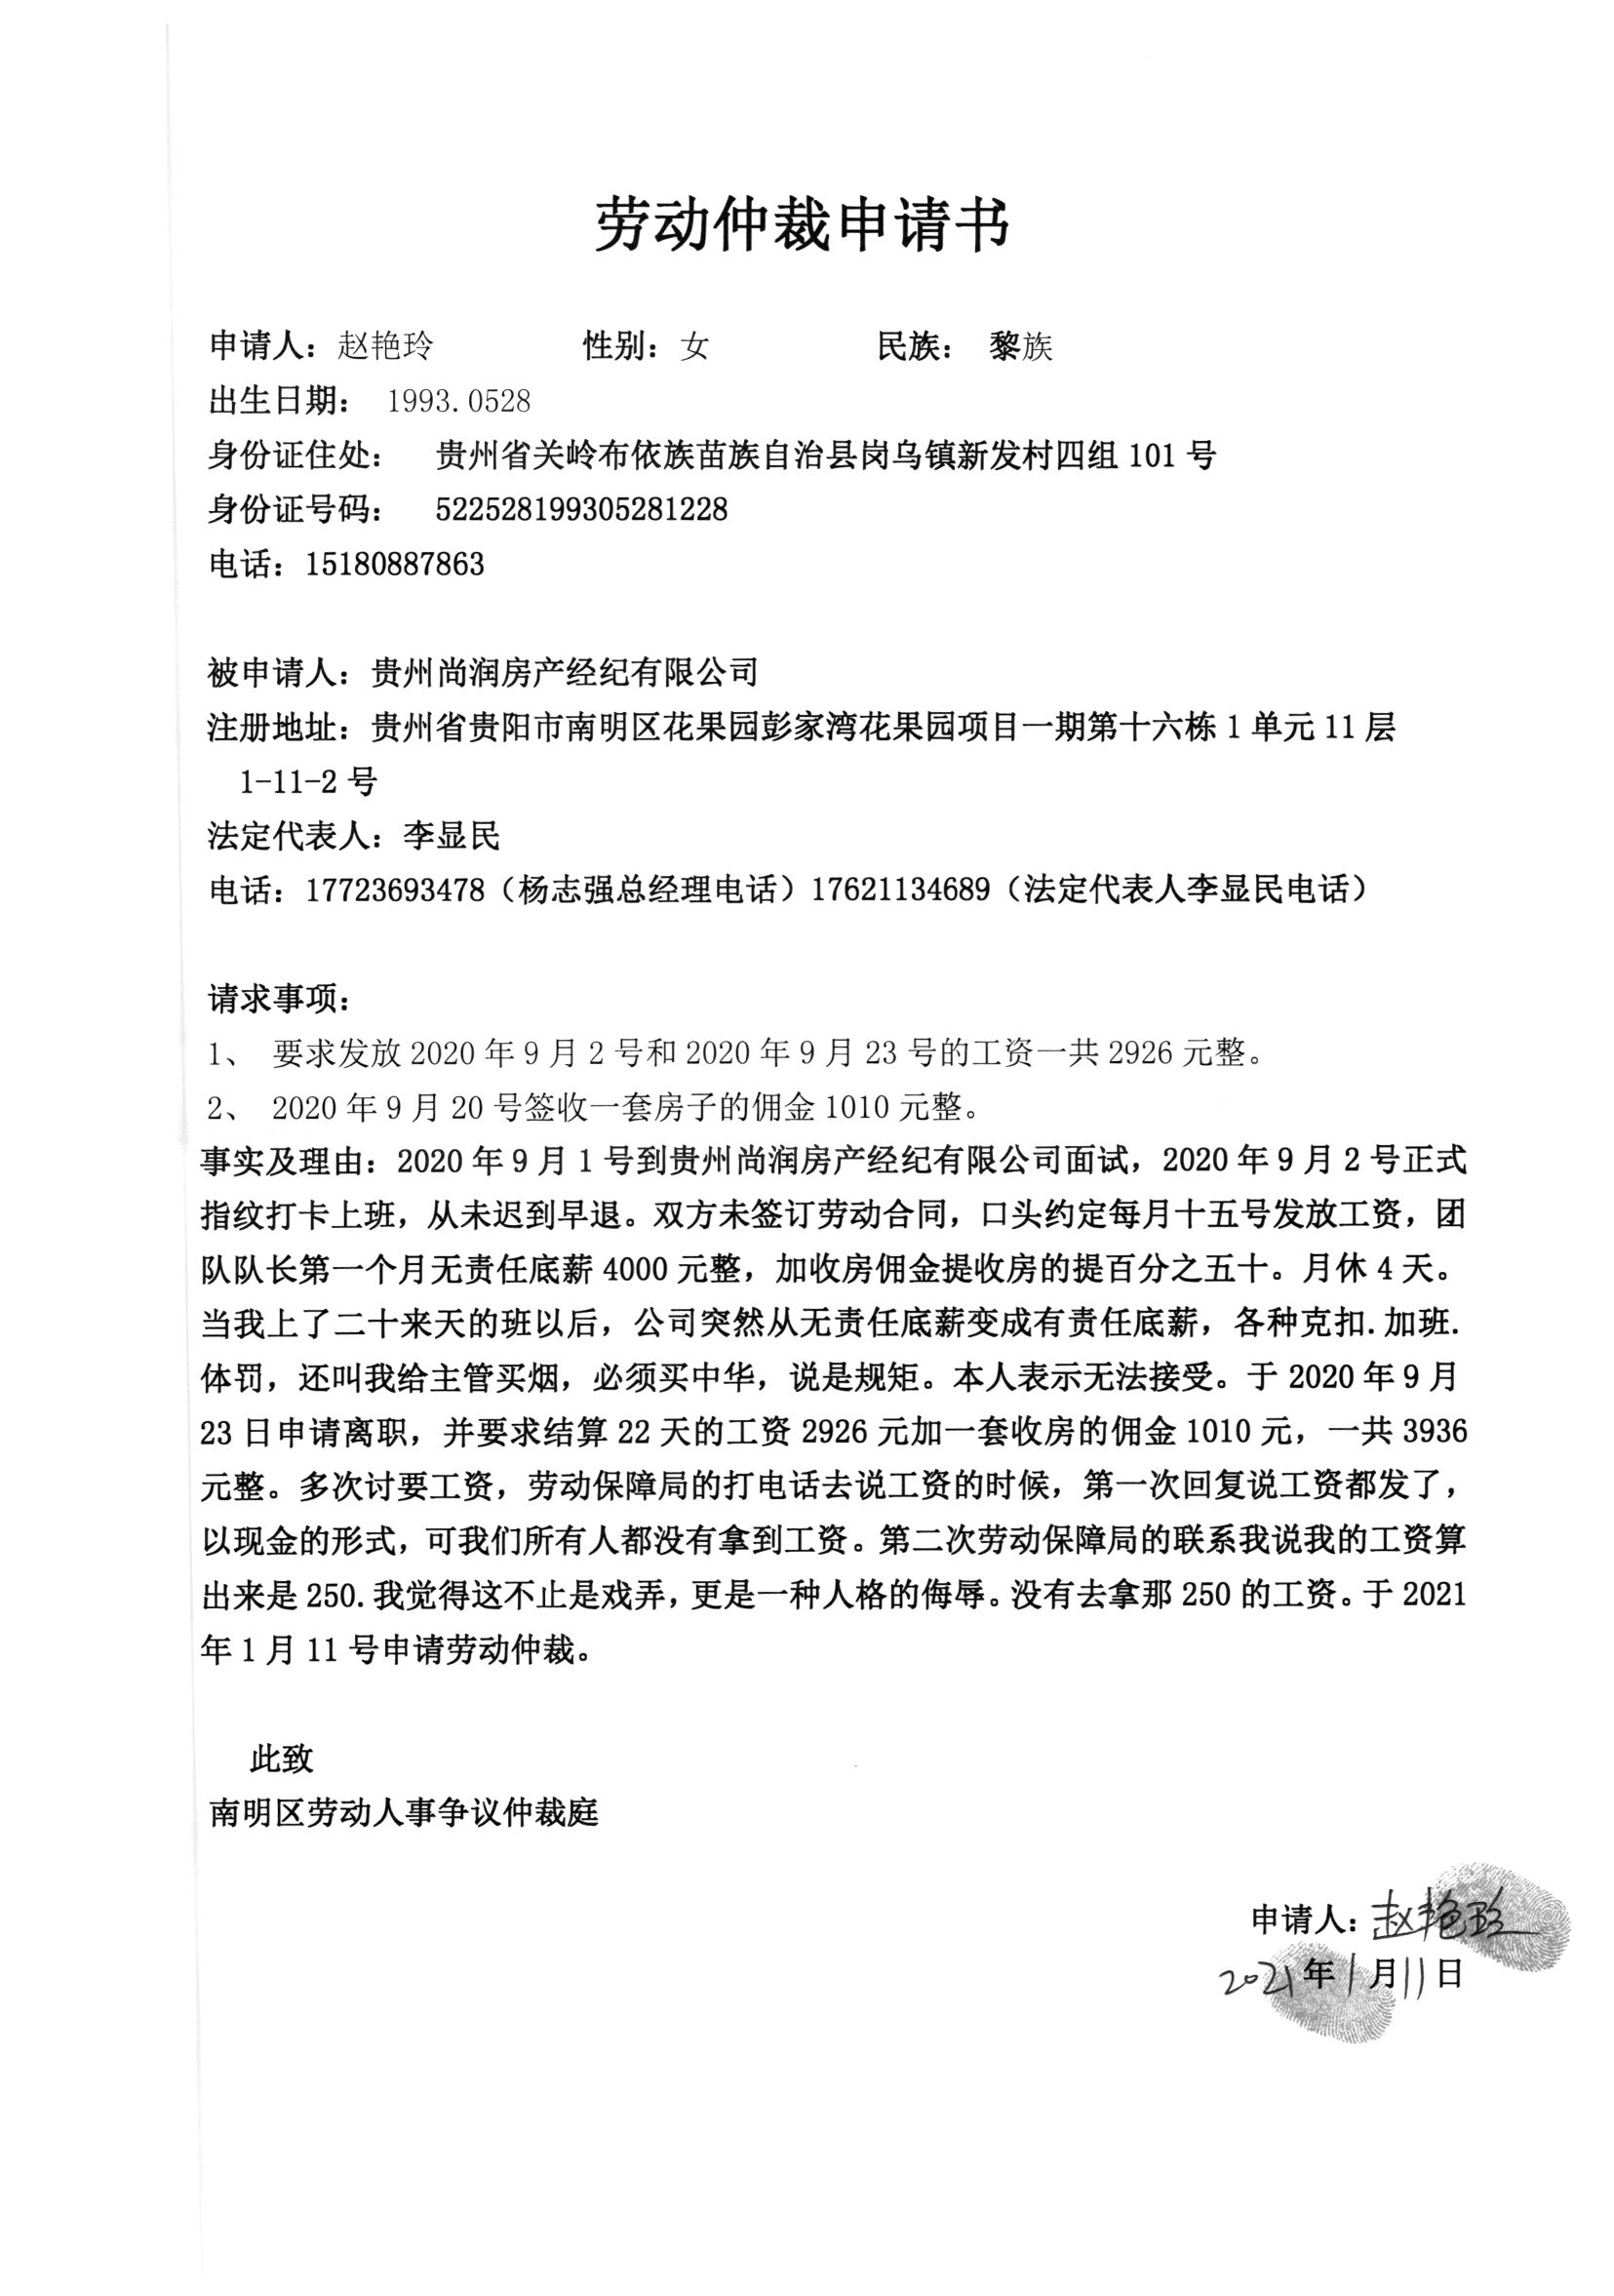 劳动仲裁申请书
申请人：赵艳玲 性别：女 民族： 黎族
出生日期： 1993.0528
身份证住处： 贵州省关岭布依族苗族自治县岗乌镇新发村四组 101 号
身份证号码： 522528199305281228
电话：15180887863
被申请人：贵州尚润房产经纪有限公司
注册地址：贵州省贵阳市南明区花果园彭家湾花果园项目一期第十六栋 1 单元 11 层
1-11-2 号
法定代表人：李显民
电话：17723693478（杨志强总经理电话）17621134689（法定代表人李显民电话）
请求事项：
1、 要求发放 2020 年 9 月 2 号和 2020 年 9 月 23 号的工资一共 2926 元整。
2、 2020 年 9 月 20 号签收一套房子的佣金 1010 元整。
事实及理由：2020 年 9 月 1 号到贵州尚润房产经纪有限公司面试，2020 年 9 月 2 号正式
指纹打卡上班，从未迟到早退。双方未签订劳动合同，口头约定每月十五号发放工资，团
队队长第一个月无责任底薪 4000 元整，加收房佣金提收房的提百分之五十。月休 4 天。
当我上了二十来天的班以后，公司突然从无责任底薪变成有责任底薪，各种克扣.加班.
体罚，还叫我给主管买烟，必须买中华，说是规矩。本人表示无法接受。于 2020 年 9 月
23 日申请离职，并要求结算 22 天的工资 2926 元加一套收房的佣金 1010 元，一共 3936
元整。多次讨要工资，劳动保障局的打电话去说工资的时候，第一次回复说工资都发了，
以现金的形式，可我们所有人都没有拿到工资。第二次劳动保障局的联系我说我的工资算
出来是 250.我觉得这不止是戏弄，更是一种人格的侮辱。没有去拿那 250 的工资。于 2021
年 1 月 11 号申请劳动仲裁。
此致
南明区劳动人事争议仲裁庭
申请人：赵艳玲
2021 年 1 月 11 日